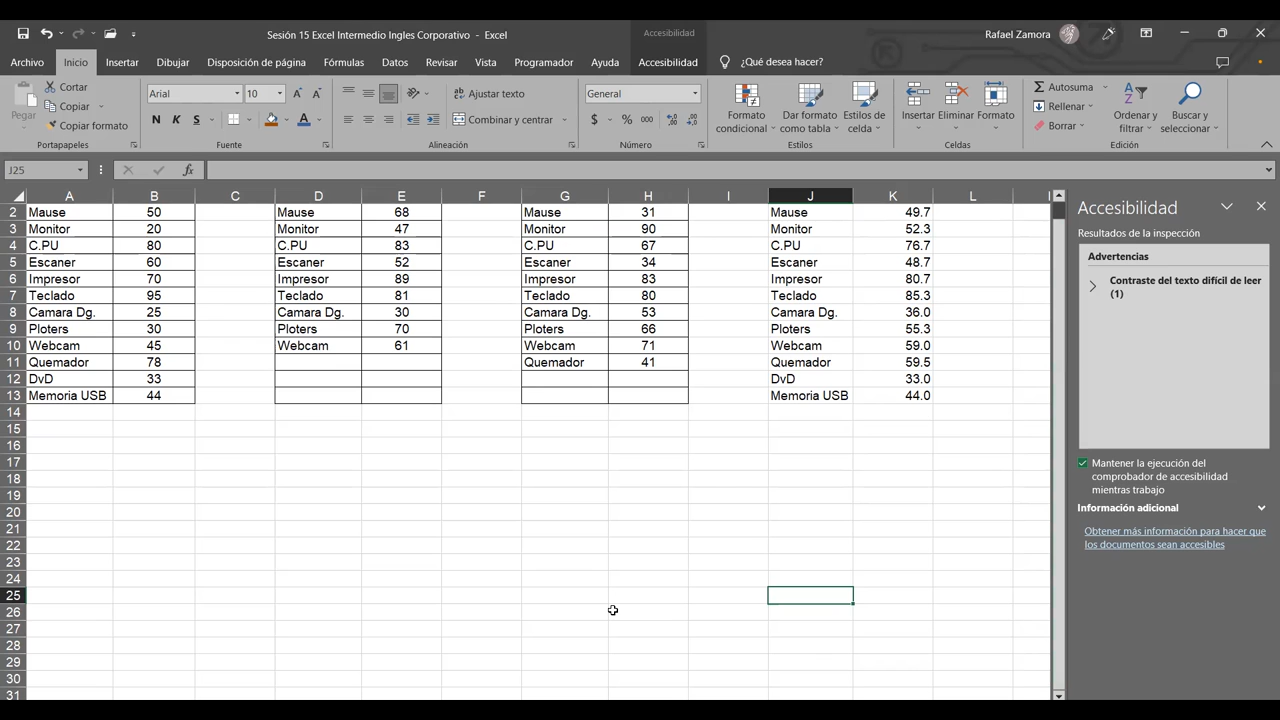 Sesión 15 Excel Intermedio Ingles Corporativo - Excel
Accesibilidad
Rafael Zamora
Archivo Inicio Insertar Dibujar Disposición de página Fórmulas Datos Revisar Vista Programador Ayuda Accesibilidad ¿Qué desea hacer?
Pegar
Cortar
Copiar
Copiar formato
Portapapeles
Arial 10
N K S
Fuente
Ajustar texto
Combinar y centrar
Alineación
General
$ % 000
Número
Formato condicional
Dar formato como tabla
Estilos de celda
Estilos
Insertar Eliminar Formato
Celdas
Autosuma
Rellenar
Borrar
Ordenar y filtrar
Buscar y seleccionar
Edición
J25 fx
A B C D E F G H I J K L
2 Mause 50 Mause 68 Mause 31 Mause 49.7
3 Monitor 20 Monitor 47 Monitor 90 Monitor 52.3
4 C.PU 80 C.PU 83 C.PU 67 C.PU 76.7
5 Escaner 60 Escaner 52 Escaner 34 Escaner 48.7
6 Impresor 70 Impresor 89 Impresor 83 Impresor 80.7
7 Teclado 95 Teclado 81 Teclado 80 Teclado 85.3
8 Camara Dg. 25 Camara Dg. 30 Camara Dg. 53 Camara Dg. 36.0
9 Ploters 30 Ploters 70 Ploters 66 Ploters 55.3
10 Webcam 45 Webcam 61 Webcam 71 Webcam 59.0
11 Quemador 78 Quemador 41 Quemador 59.5
12 DvD 33 DvD 33.0
13 Memoria USB 44 Memoria USB 44.0
14
15
16
17
18
19
20
21
22
23
24
25
26
27
28
29
30
31
Accesibilidad
Resultados de la inspección
Advertencias
Contraste del texto difícil de leer
(1)
Mantener la ejecución del
comprobador de accesibilidad
mientras trabajo
Información adicional
Obtener más información para hacer que
los documentos sean accesibles